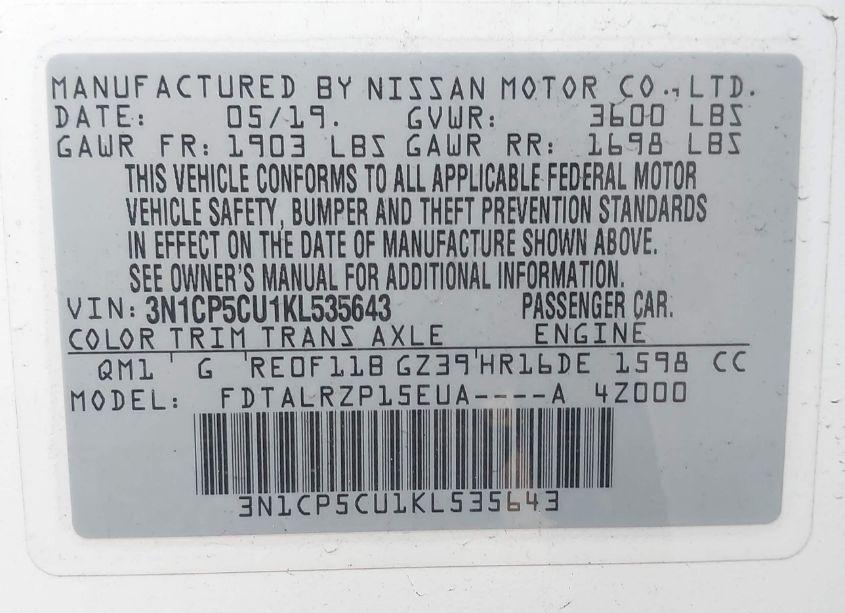 MANUFACTURED BY NISSAN MOTOR CO., LTD.
DATE: 05/19. GVWR: 3600 LBS
GAWR FR: 1903 LBS GAWR RR: 1698 LBS
THIS VEHICLE CONFORMS TO ALL APPLICABLE FEDERAL MOTOR
VEHICLE SAFETY, BUMPER AND THEFT PREVENTION STANDARDS
IN EFFECT ON THE DATE OF MANUFACTURE SHOWN ABOVE.
SEE OWNER'S MANUAL FOR ADDITIONAL INFORMATION.
VIN: 3N1CP5CU1KL535643 PASSENGER CAR.
COLOR TRIM TRANS AXLE ENGINE
QM1 ' G 'RE0F11B GZ39'HR16DE 1598 CC
MODEL: FDTALRZP15EUA----A 4Z000
3N1CP5CU1KL535643